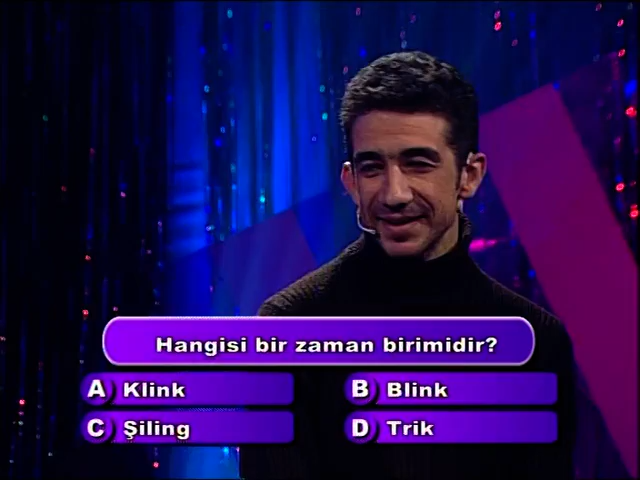 Hangisi bir zaman birimidir?
A Klink
B Blink
C Şiling
D Trik